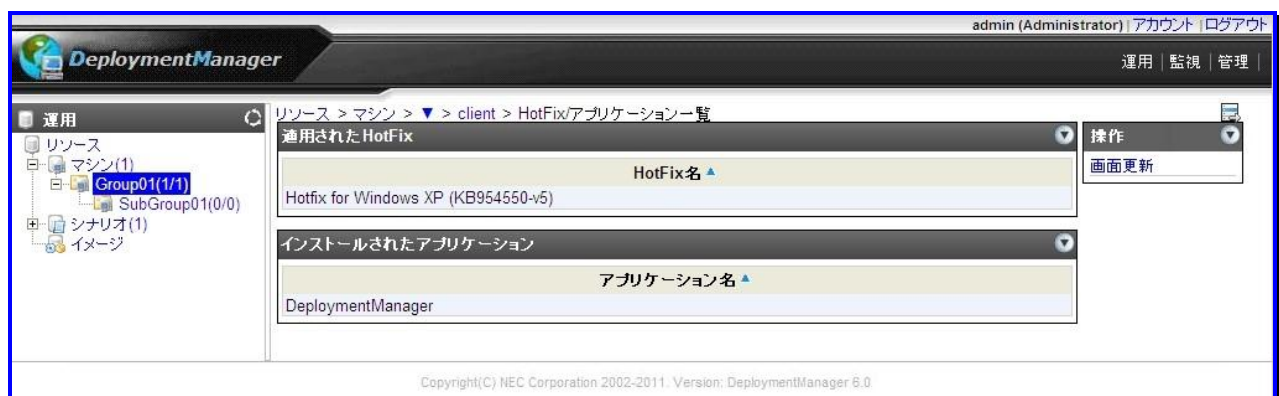 admin (Administrator) | アカウント | ログアウト
DeploymentManager
運用 | 監視 | 管理 |
運用
リソース
マシン(1)
Group01(1/1)
SubGroup01(0/0)
シナリオ(1)
イメージ
リソース > マシン > ▼ > client > HotFix/アプリケーション一覧
適用されたHotFix
HotFix名 ▲
Hotfix for Windows XP (KB954550-v5)
インストールされたアプリケーション
アプリケーション名 ▲
DeploymentManager
操作
画面更新
Copyright(C) NEC Corporation 2002-2011. Version: DeploymentManager 6.0